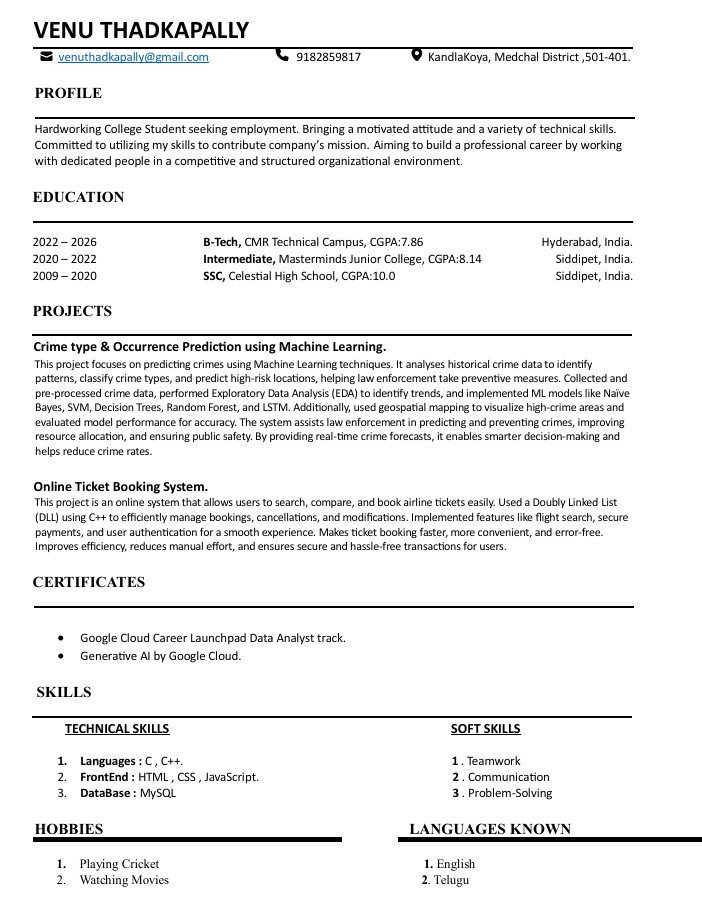 VENU THADKAPALLY
venuthadkapally@gmail.com 9182859817 KandlaKoya, Medchal District ,501-401.
PROFILE
Hardworking College Student seeking employment. Bringing a motivated attitude and a variety of technical skills.
Committed to utilizing my skills to contribute company's mission. Aiming to build a professional career by working
with dedicated people in a competitive and structured organizational environment.
EDUCATION
2022 – 2026 B-Tech, CMR Technical Campus, CGPA:7.86 Hyderabad, India.
2020 – 2022 Intermediate, Masterminds Junior College, CGPA:8.14 Siddipet, India.
2009 – 2020 SSC, Celestial High School, CGPA:10.0 Siddipet, India.
PROJECTS
Crime type & Occurrence Prediction using Machine Learning.
This project focuses on predicting crimes using Machine Learning techniques. It analyses historical crime data to identify
patterns, classify crime types, and predict high-risk locations, helping law enforcement take preventive measures. Collected and
pre-processed crime data, performed Exploratory Data Analysis (EDA) to identify trends, and implemented ML models like Naïve
Bayes, SVM, Decision Trees, Random Forest, and LSTM. Additionally, used geospatial mapping to visualize high-crime areas and
evaluated model performance for accuracy. The system assists law enforcement in predicting and preventing crimes, improving
resource allocation, and ensuring public safety. By providing real-time crime forecasts, it enables smarter decision-making and
helps reduce crime rates.
Online Ticket Booking System.
This project is an online system that allows users to search, compare, and book airline tickets easily. Used a Doubly Linked List
(DLL) using C++ to efficiently manage bookings, cancellations, and modifications. Implemented features like flight search, secure
payments, and user authentication for a smooth experience. Makes ticket booking faster, more convenient, and error-free.
Improves efficiency, reduces manual effort, and ensures secure and hassle-free transactions for users.
CERTIFICATES
• Google Cloud Career Launchpad Data Analyst track.
• Generative AI by Google Cloud.
SKILLS
TECHNICAL SKILLS
1. Languages : C , C++.
2. FrontEnd : HTML , CSS , JavaScript.
3. DataBase : MySQL
SOFT SKILLS
1 . Teamwork
2 . Communication
3 . Problem-Solving
HOBBIES
1. Playing Cricket
2. Watching Movies
LANGUAGES KNOWN
1. English
2. Telugu